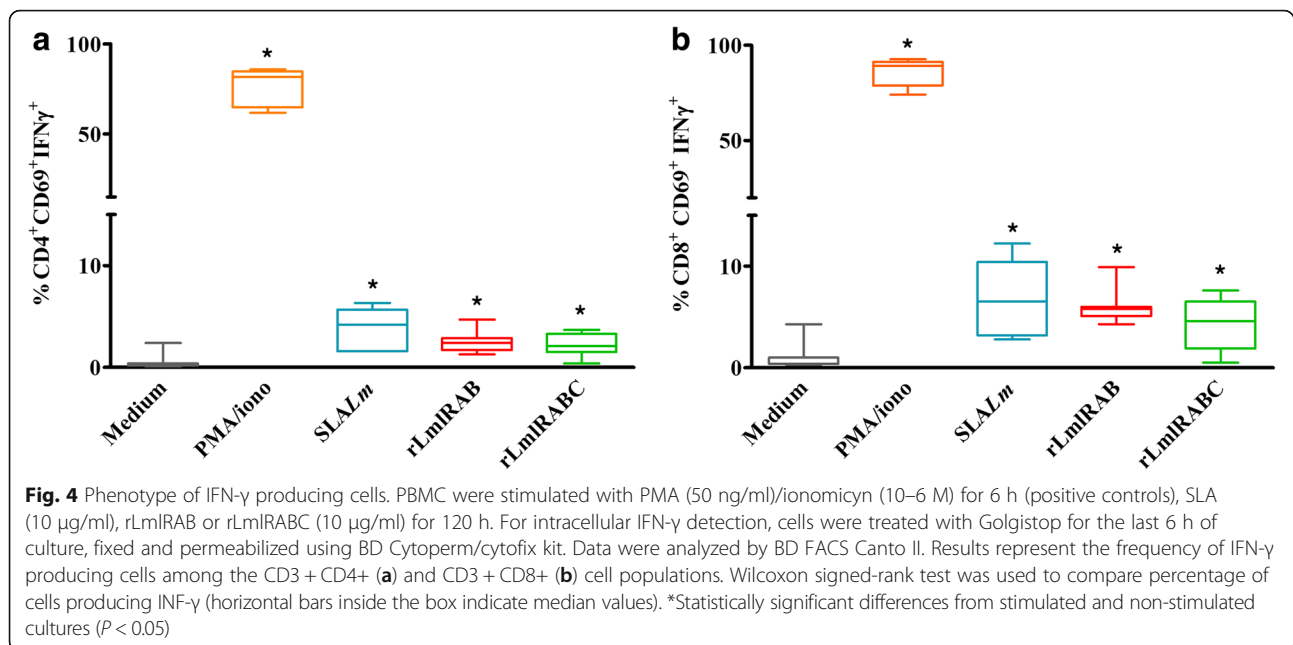 a
100
50
10
0
% CD4⁺CD69⁺IFNγ⁺
*
*
*
*
Medium
PMA/iono
SLALm
rLmlRAB
rLmlRABC
b
100
50
10
0
% CD8⁺ CD69⁺IFNγ⁺
*
*
*
*
Medium
PMA/iono
SLALm
rLmlRAB
rLmlRABC
Fig. 4 Phenotype of IFN-γ producing cells. PBMC were stimulated with PMA (50 ng/ml)/ionomicyn (10–6 M) for 6 h (positive controls), SLA
(10 μg/ml), rLmlRAB or rLmlRABC (10 μg/ml) for 120 h. For intracellular IFN-γ detection, cells were treated with Golgistop for the last 6 h of
culture, fixed and permeabilized using BD Cytoperm/cytofix kit. Data were analyzed by BD FACS Canto II. Results represent the frequency of IFN-γ
producing cells among the CD3 + CD4+ (a) and CD3 + CD8+ (b) cell populations. Wilcoxon signed-rank test was used to compare percentage of
cells producing INF-γ (horizontal bars inside the box indicate median values). *Statistically significant differences from stimulated and non-stimulated
cultures (P < 0.05)